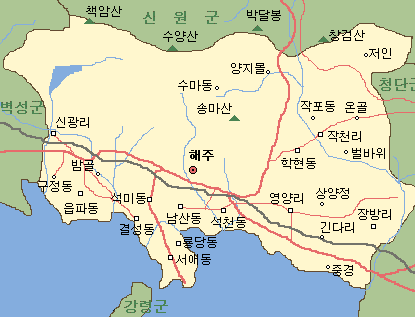 책암산
신원군
박달봉
수양산
창검산
저인
양지몰
수마동
청단군
벽성군
송마산
작포동
온골
신광리
작천리
해주
벌바위
학현동
밤골
구정동
읍파동
석미동
상양정
영양리
남산동
석천동
장방리
결성동
긴다리
룡당동
서애동
중경
강령군